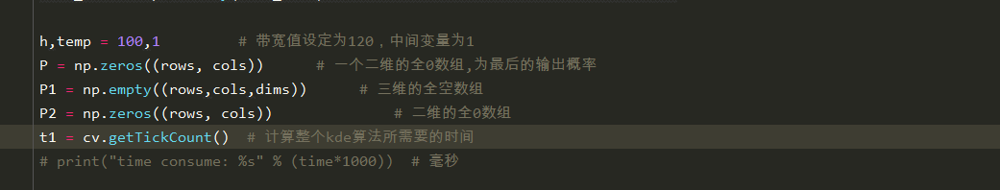 h,temp = 100,1 # 带宽值设定为120，中间变量为1
P = np.zeros((rows, cols)) # 一个二维的全0数组,为最后的输出概率
P1 = np.empty((rows,cols,dims)) # 三维的全空数组
P2 = np.zeros((rows, cols)) # 二维的全0数组
t1 = cv.getTickCount() # 计算整个kde算法所需要的时间
# print("time consume: %s" % (time*1000)) # 毫秒